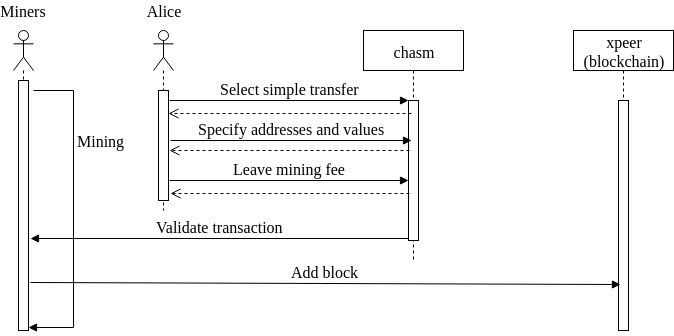 Miners
Alice
chasm
xpeer
(blockchain)
Select simple transfer
Specify addresses and values
Mining
Leave mining fee
Validate transaction
Add block